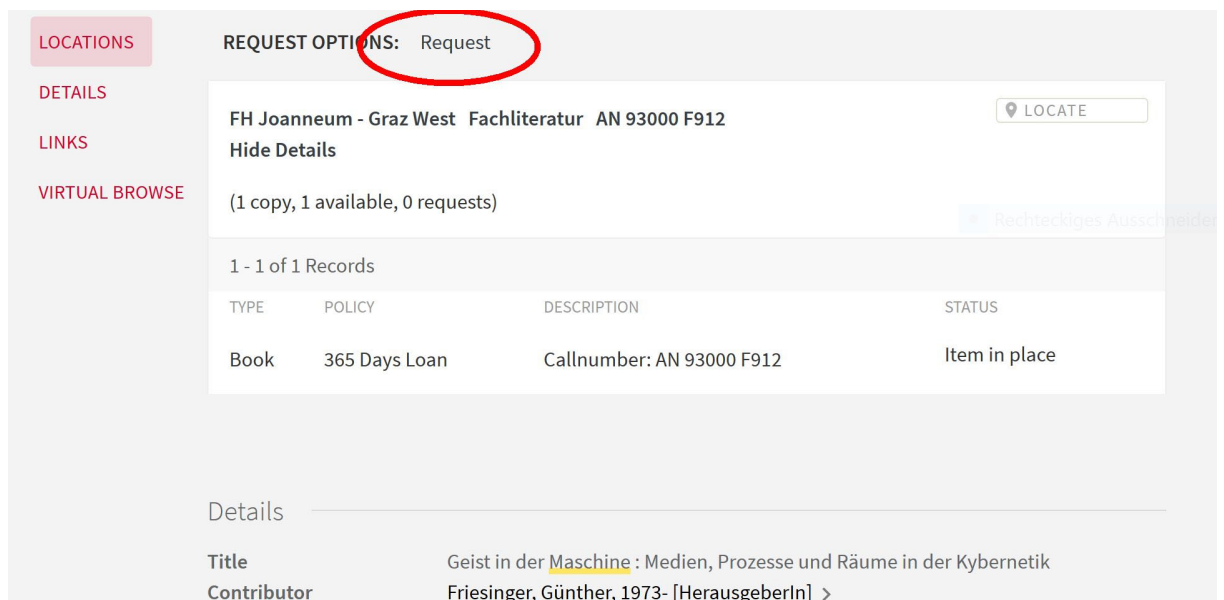 LOCATIONS
REQUEST OPTIONS: Request
DETAILS
LINKS
VIRTUAL BROWSE
FH Joanneum - Graz West Fachliteratur AN 93000 F912
LOCATE
Hide Details
(1 copy, 1 available, 0 requests)
Rechteckiges Ausschneiden
1 - 1 of 1 Records
TYPE POLICY DESCRIPTION STATUS
Book 365 Days Loan Callnumber: AN 93000 F912 Item in place
Details
Title Geist in der Maschine : Medien, Prozesse und Räume in der Kybernetik
Contributor Friesinger, Günther, 1973- [HerausgeberIn] >